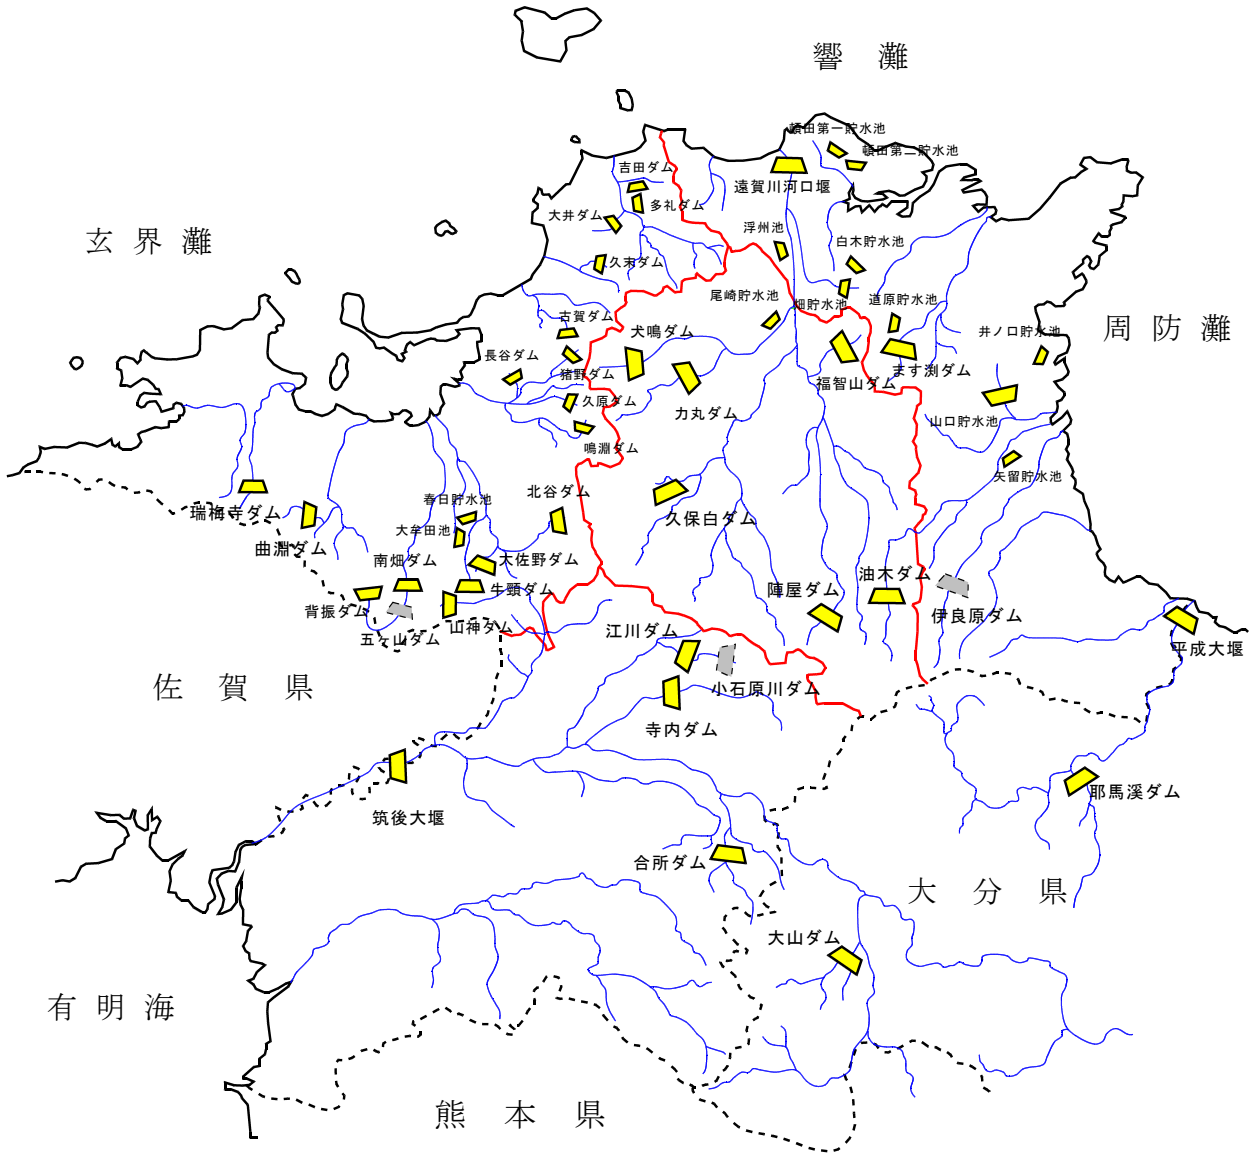 響灘
頓田第一貯水池
頓田第二貯水池
吉田ダム
遠賀川河口堰
多礼ダム
大井ダム
浮州池
白木貯水池
玄界灘
久末ダム
尾崎貯水池
畑貯水池
道原貯水池
古賀ダム
犬鳴ダム
井ノ口貯水池
周防灘
長谷ダム
猪野ダム
福智山ダム
ます渕ダム
久原ダム
力丸ダム
山口貯水池
鳴淵ダム
矢留貯水池
北谷ダム
春日貯水池
瑞梅寺ダム
久保白ダム
大牟田池
曲淵ダム
南畑ダム
大佐野ダム
牛頸ダム
陣屋ダム
油木ダム
背振ダム
伊良原ダム
五ヶ山ダム
山神ダム
江川ダム
平成大堰
佐賀県
小石原川ダム
寺内ダム
耶馬溪ダム
筑後大堰
合所ダム
大分県
大山ダム
有明海
熊本県